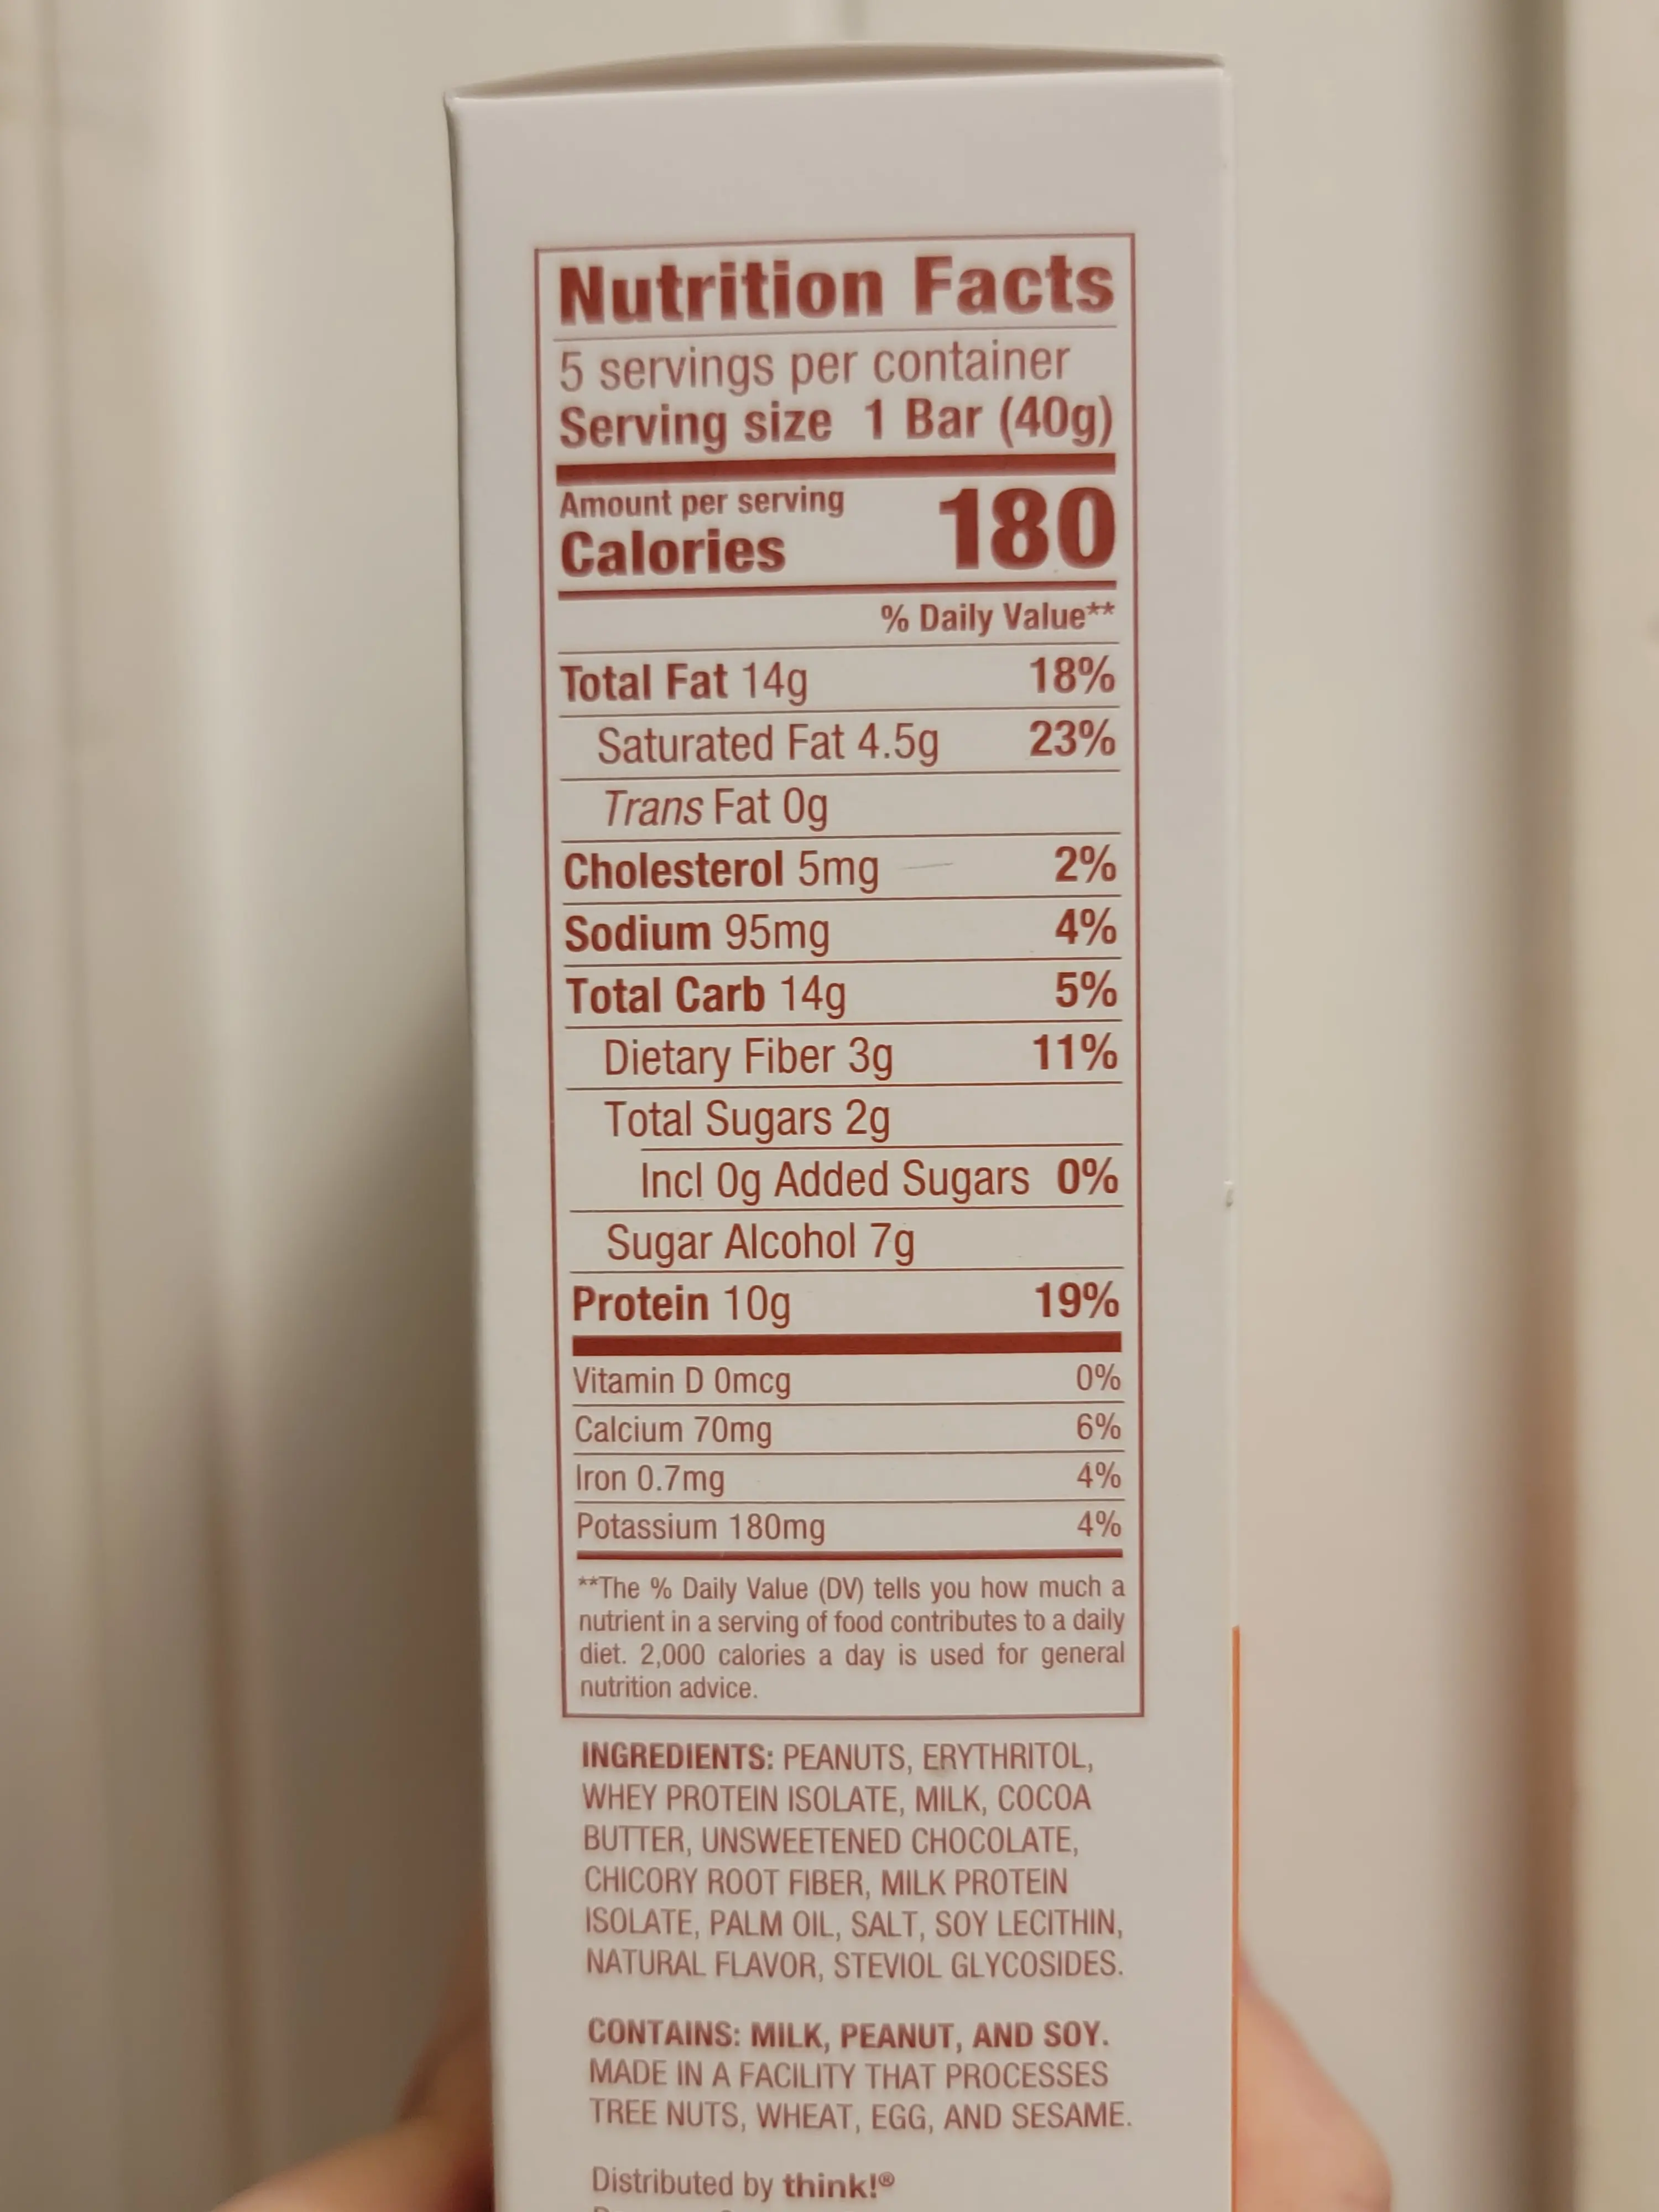 Nutrition Facts
5 servings per container
Serving size 1 Bar (40g)
Amount per serving
Calories 180
% Daily Value**
Total Fat 14g 18%
Saturated Fat 4.5g 23%
Trans Fat 0g
Cholesterol 5mg 2%
Sodium 95mg 4%
Total Carb 14g 5%
Dietary Fiber 3g 11%
Total Sugars 2g
Incl 0g Added Sugars 0%
Sugar Alcohol 7g
Protein 10g 19%
Vitamin D 0mcg 0%
Calcium 70mg 6%
Iron 0.7mg 4%
Potassium 180mg 4%
**The % Daily Value (DV) tells you how much a
nutrient in a serving of food contributes to a daily
diet. 2,000 calories a day is used for general
nutrition advice.
INGREDIENTS: PEANUTS, ERYTHRITOL,
WHEY PROTEIN ISOLATE, MILK, COCOA
BUTTER, UNSWEETENED CHOCOLATE,
CHICORY ROOT FIBER, MILK PROTEIN
ISOLATE, PALM OIL, SALT, SOY LECITHIN,
NATURAL FLAVOR, STEVIOL GLYCOSIDES.
CONTAINS: MILK, PEANUT, AND SOY.
MADE IN A FACILITY THAT PROCESSES
TREE NUTS, WHEAT, EGG, AND SESAME.
Distributed by think!®